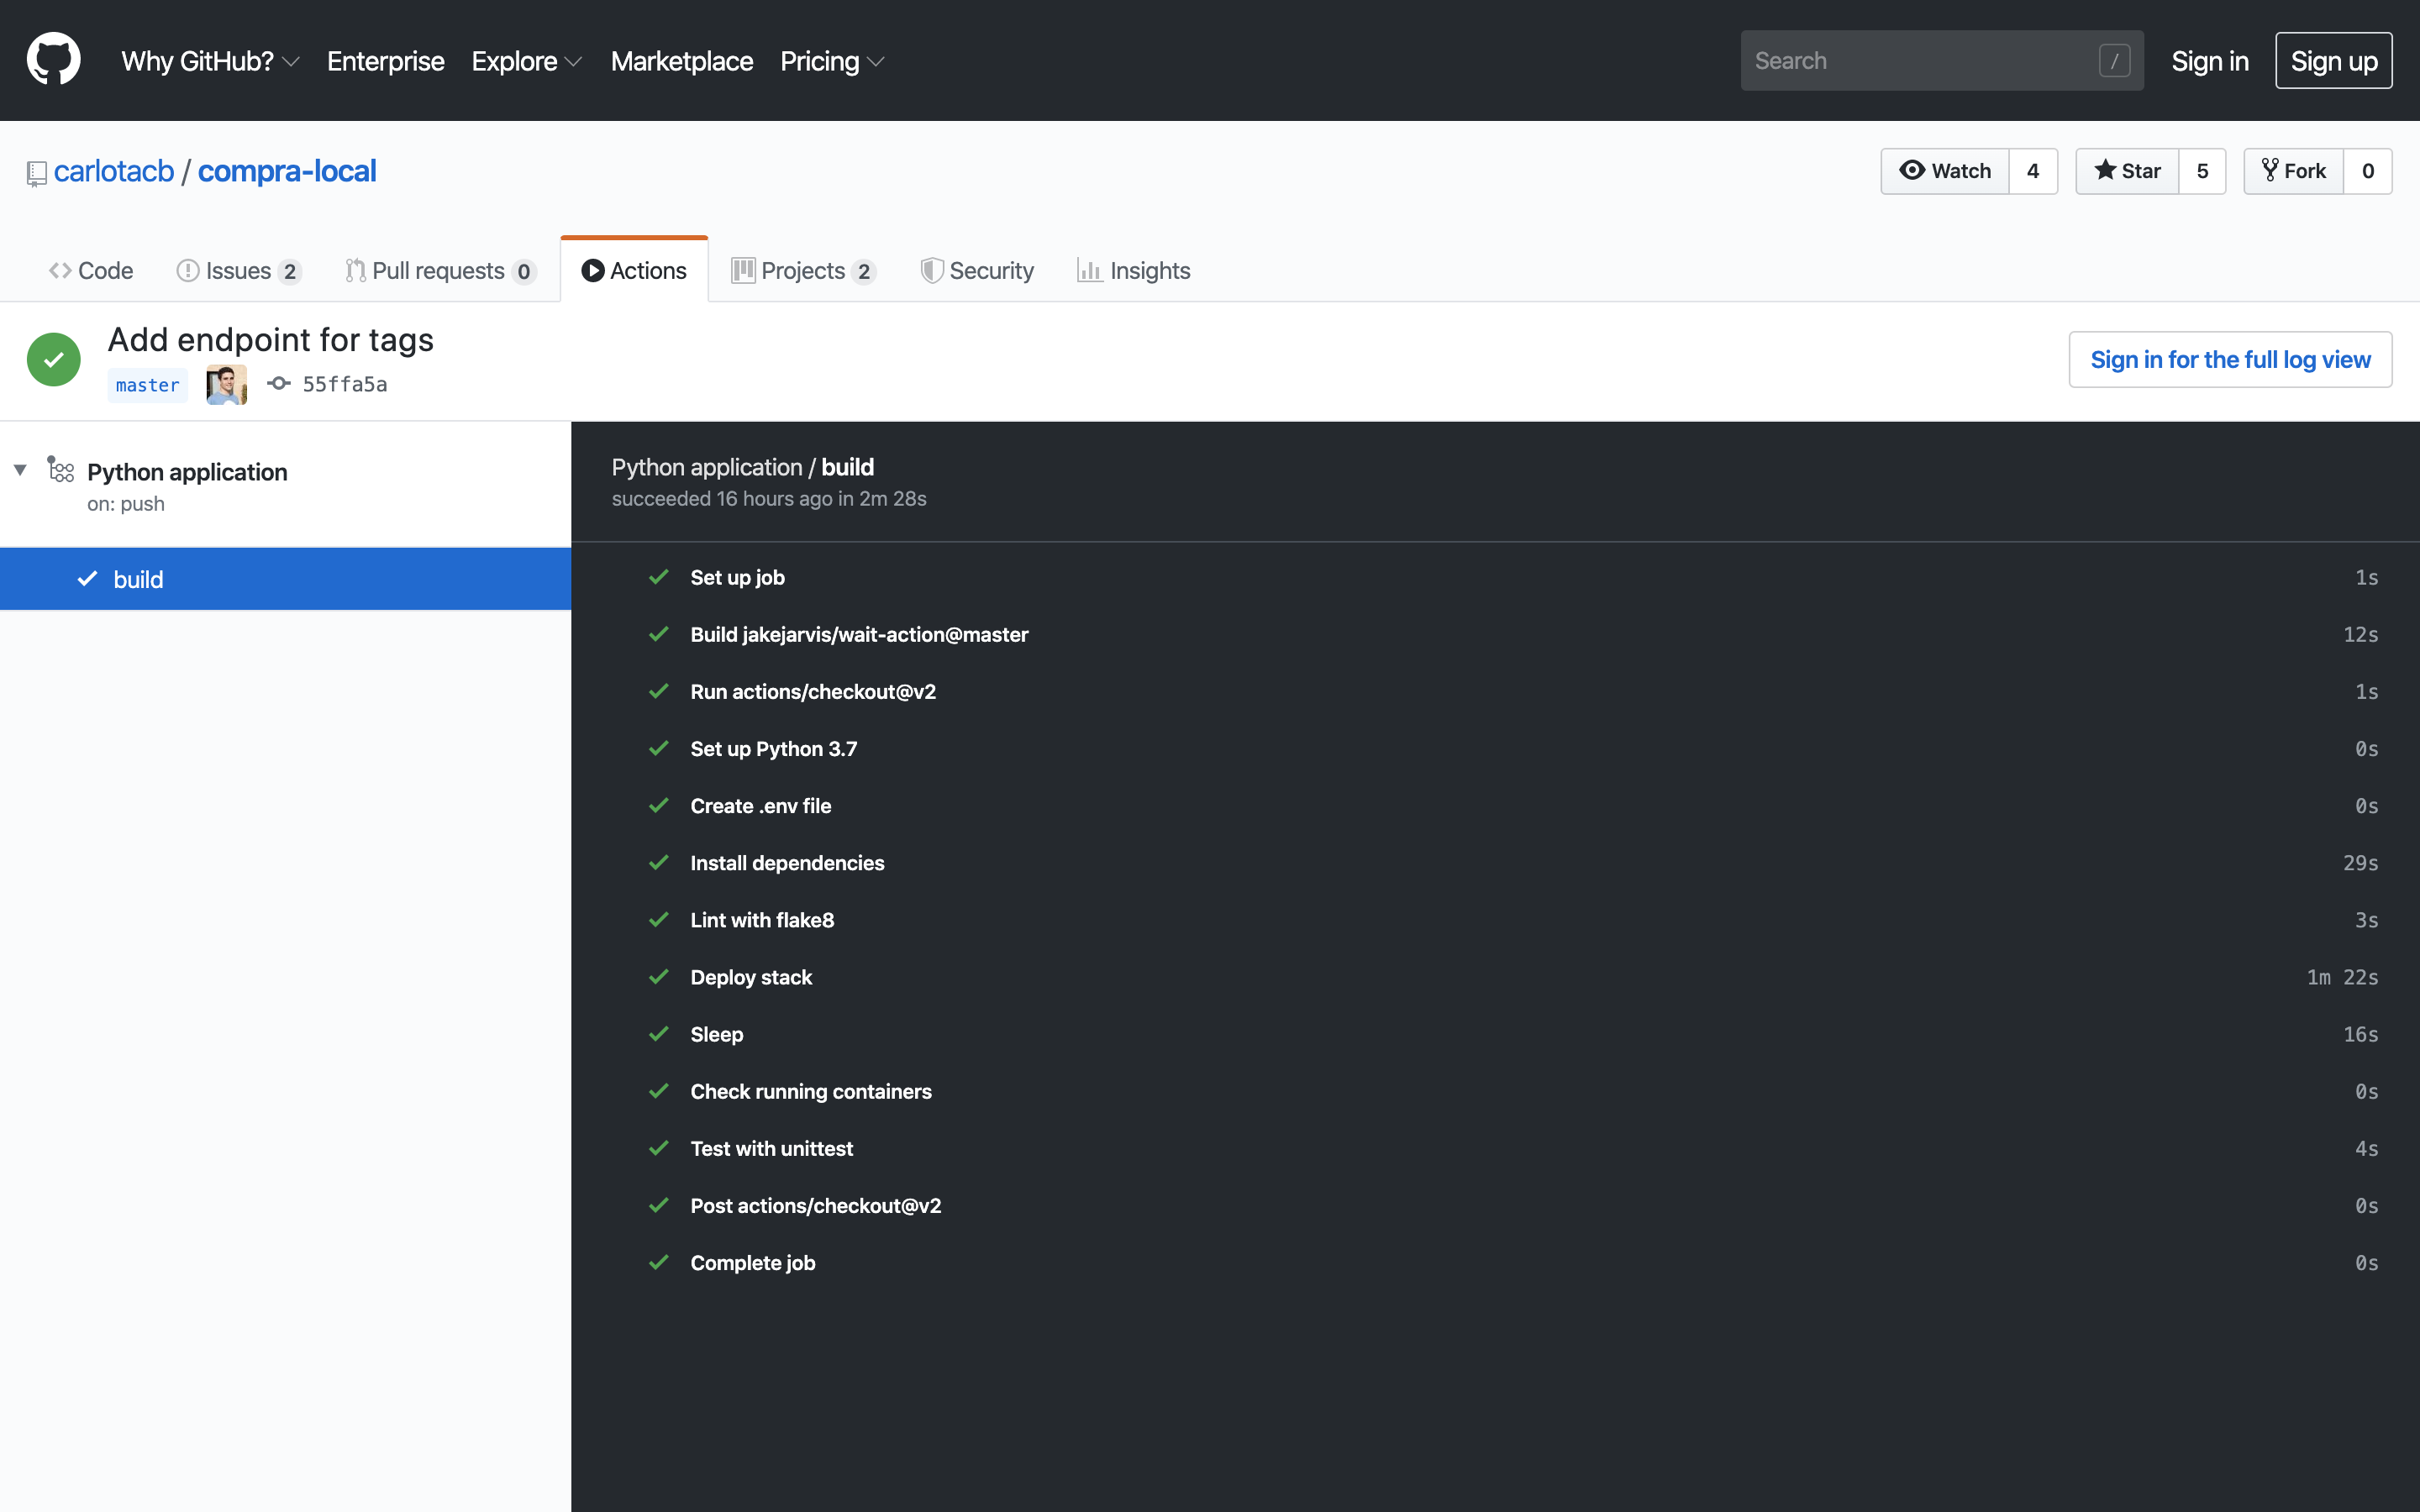 Why GitHub? Enterprise Explore Marketplace Pricing Search / Sign in Sign up
carlotacb / compra-local Watch 4 Star 5 Fork 0
Code Issues 2 Pull requests 0 Actions Projects 2 Security Insights
Add endpoint for tags
master 55ffa5a
Sign in for the full log view
Python application
on: push
build
Python application / build
succeeded 16 hours ago in 2m 28s
Set up job 1s
Build jakejarvis/wait-action@master 12s
Run actions/checkout@v2 1s
Set up Python 3.7 0s
Create .env file 0s
Install dependencies 29s
Lint with flake8 3s
Deploy stack 1m 22s
Sleep 16s
Check running containers 0s
Test with unittest 4s
Post actions/checkout@v2 0s
Complete job 0s